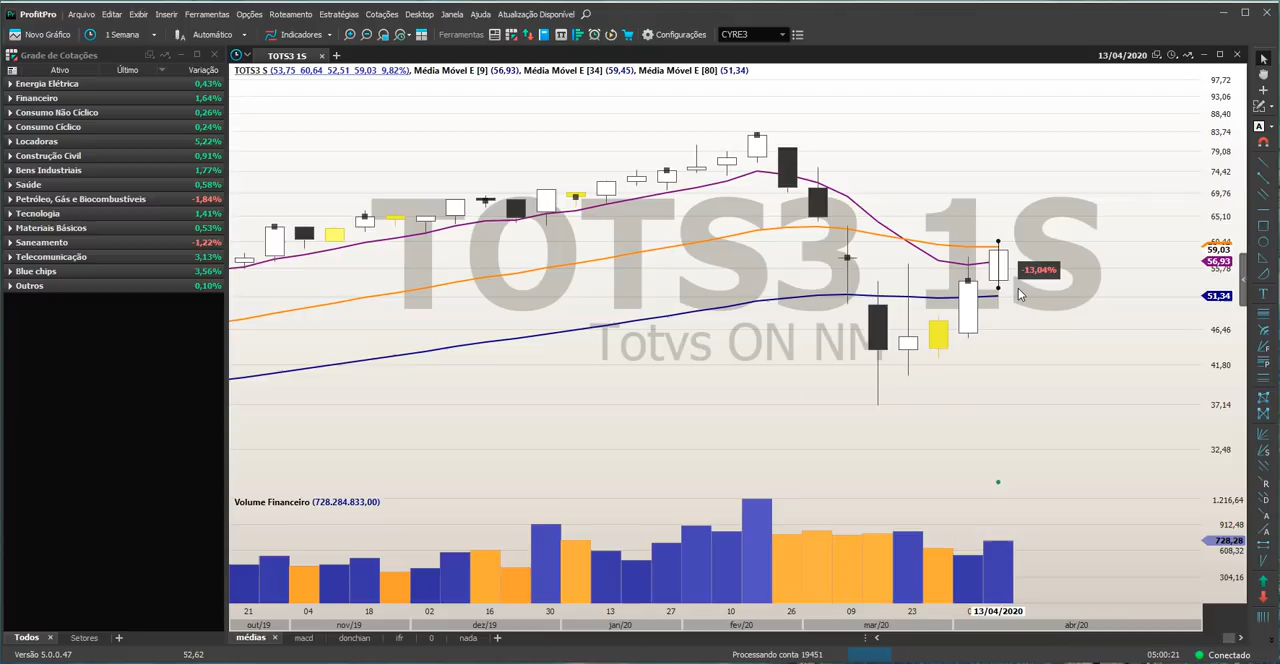 ProfitPro Arquivo Editar Exibir Inserir Ferramentas Opções Roteamento Estratégias Cotações Desktop Janela Ajuda Atualização Disponível
Novo Gráfico 1 Semana Automático Indicadores Ferramentas Configurações CYRE3
Grade de Cotações
TOTS3 1S
13/04/2020
Ativo Último Variação
Energia Elétrica 0,43%
Financeiro 1,64%
Consumo Não Cíclico 0,26%
Consumo Cíclico 0,24%
Locadoras 5,22%
Construção Civil 0,91%
Bens Industriais 1,77%
Saúde 0,58%
Petróleo, Gás e Biocombustíveis -1,84%
Tecnologia 1,41%
Materiais Básicos 0,53%
Saneamento -1,22%
Telecomunicação 3,13%
Blue chips 3,56%
Outros 0,10%
TOTS3 S (53,75 60,64 52,51 59,03 9,82%), Média Móvel E [9] (56,93), Média Móvel E [34] (59,45), Média Móvel E [80] (51,34)
TOTS3 1S
Totvs ON NM
-13,04%
97,72
93,06
88,40
83,74
79,08
74,42
69,76
65,10
59,03
56,93
55,78
51,34
46,46
41,80
37,14
32,48
Volume Financeiro (728.284.833,00)
1.216,64
912,48
728,28
608,32
304,16
21 04 18 02 16 30 13 27 10 26 09 23 13/04/2020
out/19 nov/19 dez/19 jan/20 fev/20 mar/20 abr/20
Todos Setores
médias macd donchian ifr 0 nada
Versão 5.0.0.47 52,62 Processando conta 19451 05:00:21 Conectado